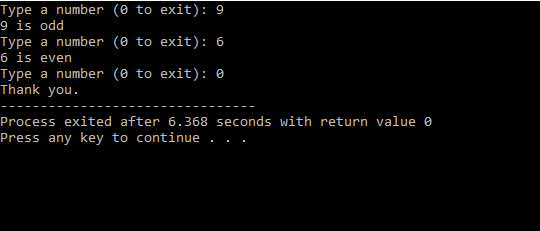 Type a number (0 to exit): 9
9 is odd
Type a number (0 to exit): 6
6 is even
Type a number (0 to exit): 0
Thank you.
--------------------------------
Process exited after 6.368 seconds with return value 0
Press any key to continue . . .